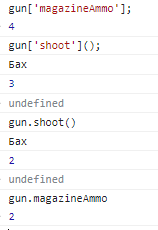 gun['magazineAmmo'];
4
gun['shoot']();
Бах
3
undefined
gun.shoot()
Бах
2
undefined
gun.magazineAmmo
2